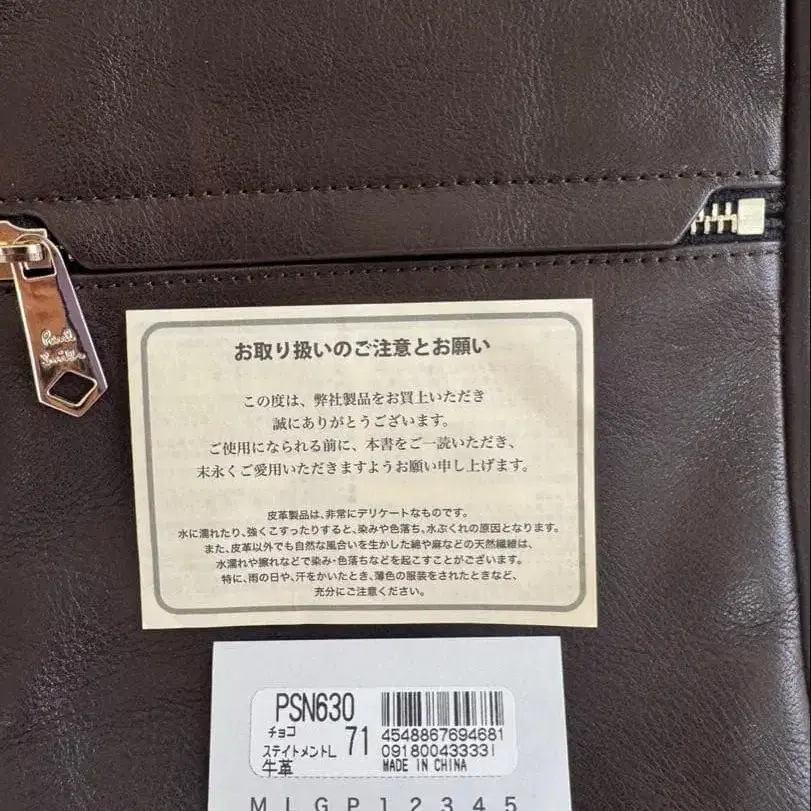 Paul Smith
お取り扱いのご注意とお願い
この度は、弊社製品をお買上いただき
誠にありがとうございます。
ご使用になられる前に、本書をご一読いただき、
末永くご愛用いただきますようお願い申し上げます。
皮革製品は、非常にデリケートなものです。
水に濡れたり、強くこすったりすると、染みや色落ち、水ぶくれの原因となります。
また、皮革以外でも自然な風合いを生かした綿や麻などの天然繊維は、
水濡れや擦れなどで染み・色落ちなどを起こすことがございます。
特に、雨の日や、汗をかいたとき、薄色の服装をされたときなど、
充分にご注意ください。
PSN630
チョコ
ステイトメントL 71
牛革
4548867694681
091800433331
MADE IN CHINA
M L G P 1 2 3 4 5